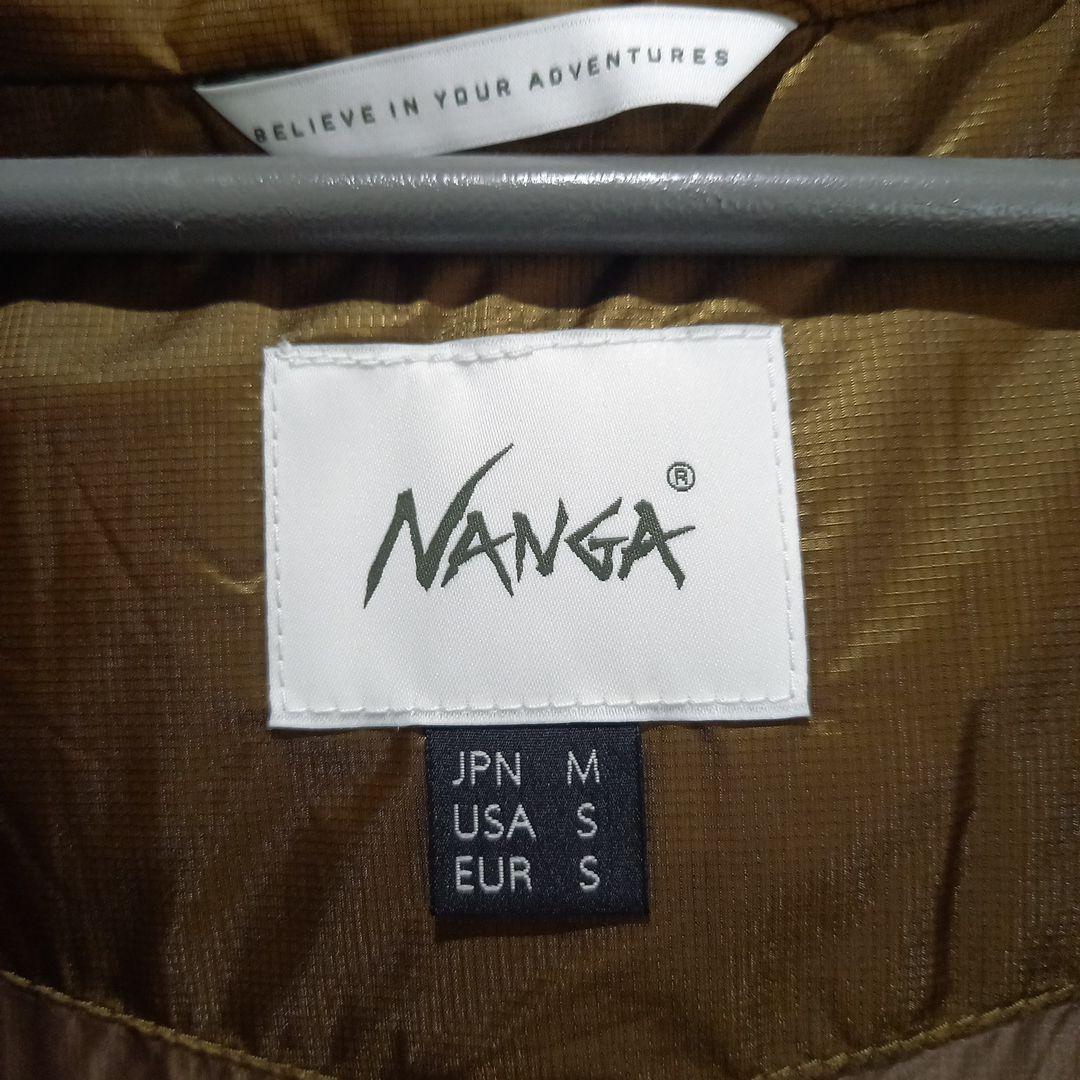 BELIEVE IN YOUR ADVENTURES
NANGA®
JPN M
USA S
EUR S